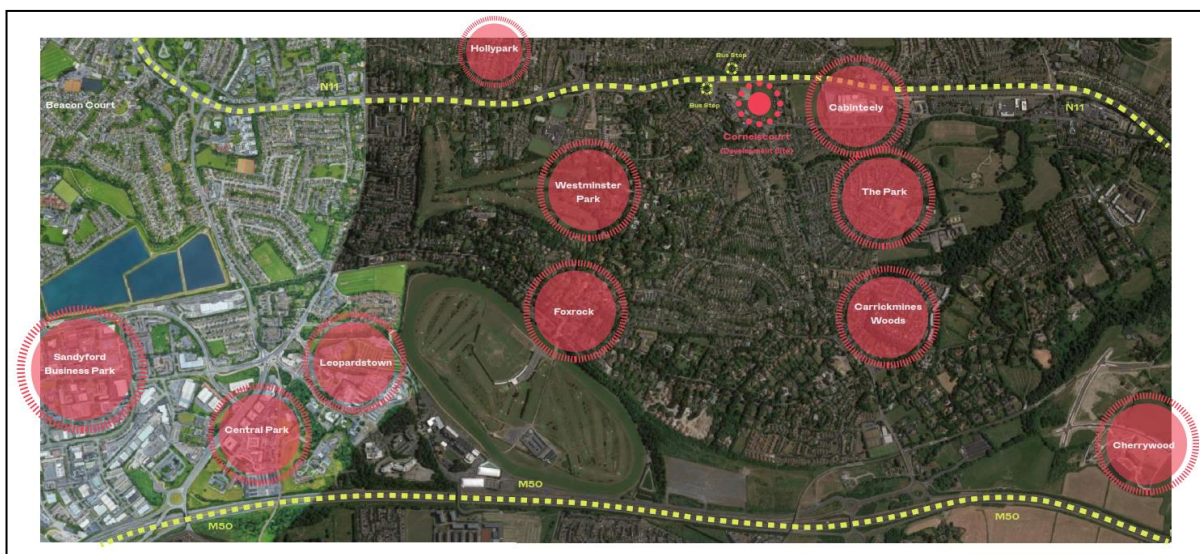 Hollypark
Bus Stop
N11
Beacon Court
Bus Stop
Cabinteely
N11
Cornelscourt
(Development Site)
Westminster
Park
The Park
Foxrock
Carrickmines
Woods
Sandyford
Business Park
Leopardstown
Central Park
Cherrywood
M50
M50
M50